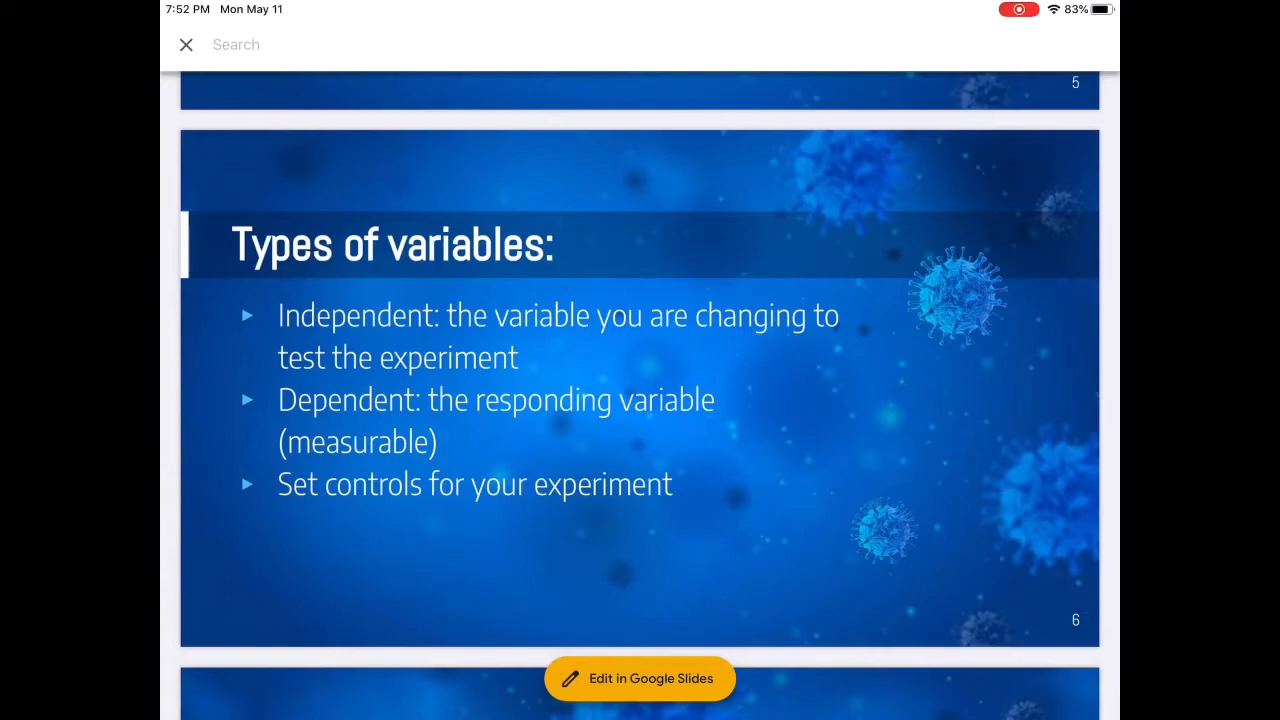 7:52 PM Mon May 11
83%
Search
5
Types of variables:
Independent: the variable you are changing to
test the experiment
Dependent: the responding variable
(measurable)
Set controls for your experiment
6
Edit in Google Slides